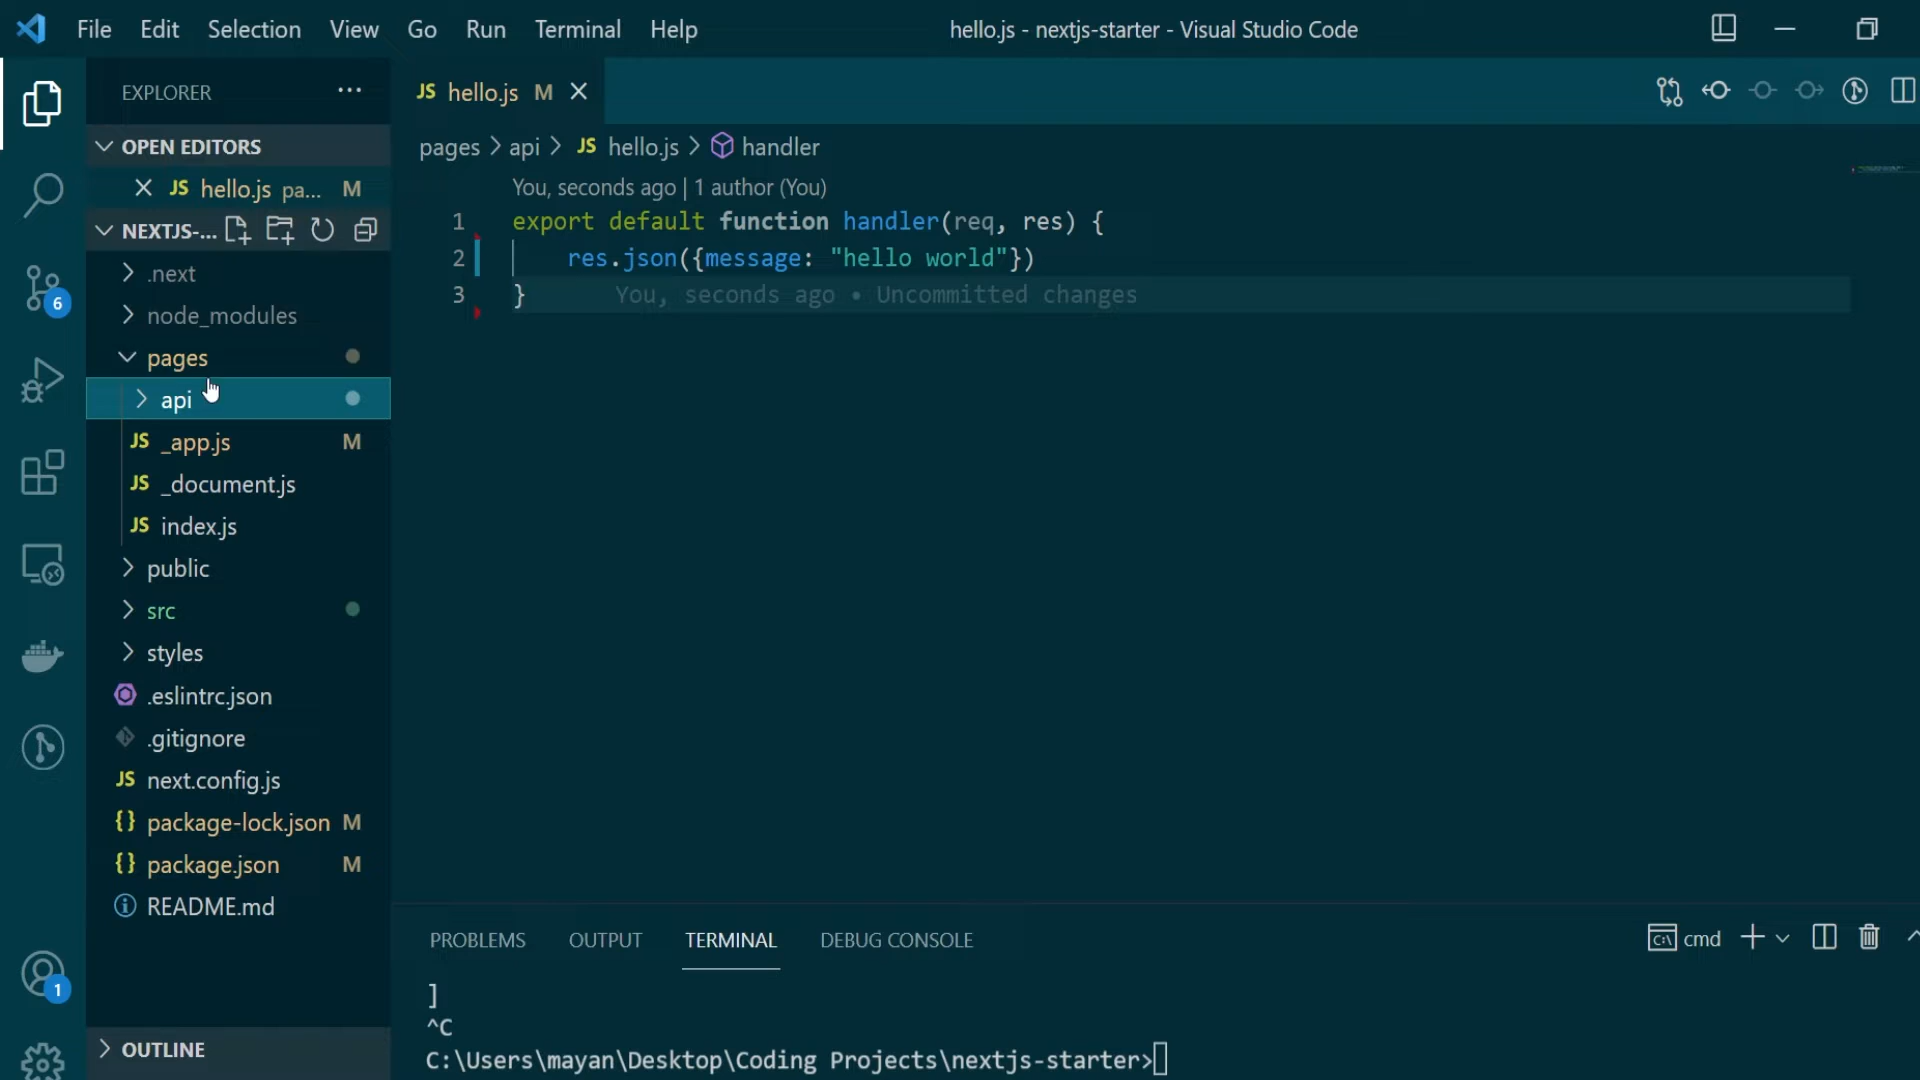 File Edit Selection View Go Run Terminal Help
hello.js - nextjs-starter - Visual Studio Code
EXPLORER
OPEN EDITORS
JS hello.js pa... M
NEXTJS-...
.next
node_modules
pages
api
JS _app.js M
JS _document.js
JS index.js
public
src
styles
.eslintrc.json
.gitignore
JS next.config.js
{} package-lock.json M
{} package.json M
README.md
OUTLINE
6
1
JS hello.js M
pages > api > JS hello.js > handler
You, seconds ago | 1 author (You)
1 export default function handler(req, res) {
2 res.json({message: "hello world"})
3 } You, seconds ago • Uncommitted changes
PROBLEMS OUTPUT TERMINAL DEBUG CONSOLE
cmd
]
^C
C:\Users\mayan\Desktop\Coding Projects\nextjs-starter>